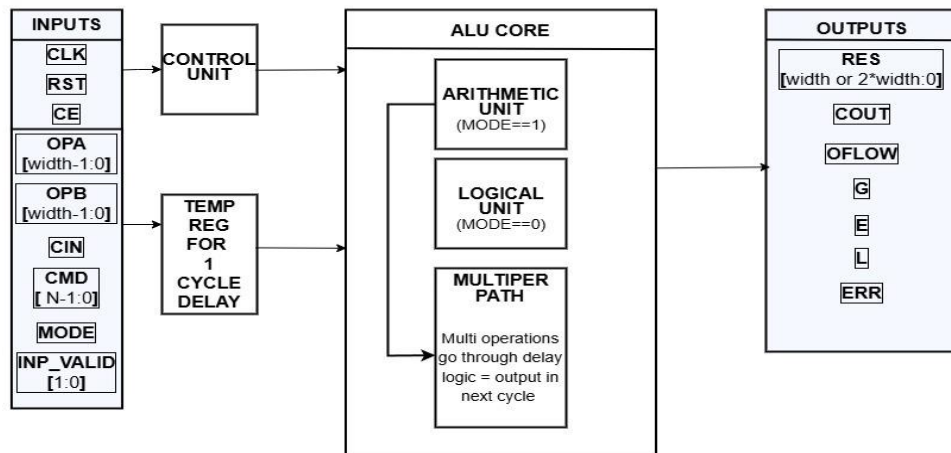 INPUTS
CLK
RST
CE
OPA
[width-1:0]
OPB
[width-1:0]
CIN
CMD
[ N-1:0]
MODE
INP_VALID
[1:0]
CONTROL
UNIT
TEMP
REG
FOR
1
CYCLE
DELAY
ALU CORE
ARITHMETIC
UNIT
(MODE==1)
LOGICAL
UNIT
(MODE==0)
MULTIPER
PATH
Multi operations
go through delay
logic = output in
next cycle
OUTPUTS
RES
[width or 2*width:0]
COUT
OFLOW
G
E
L
ERR